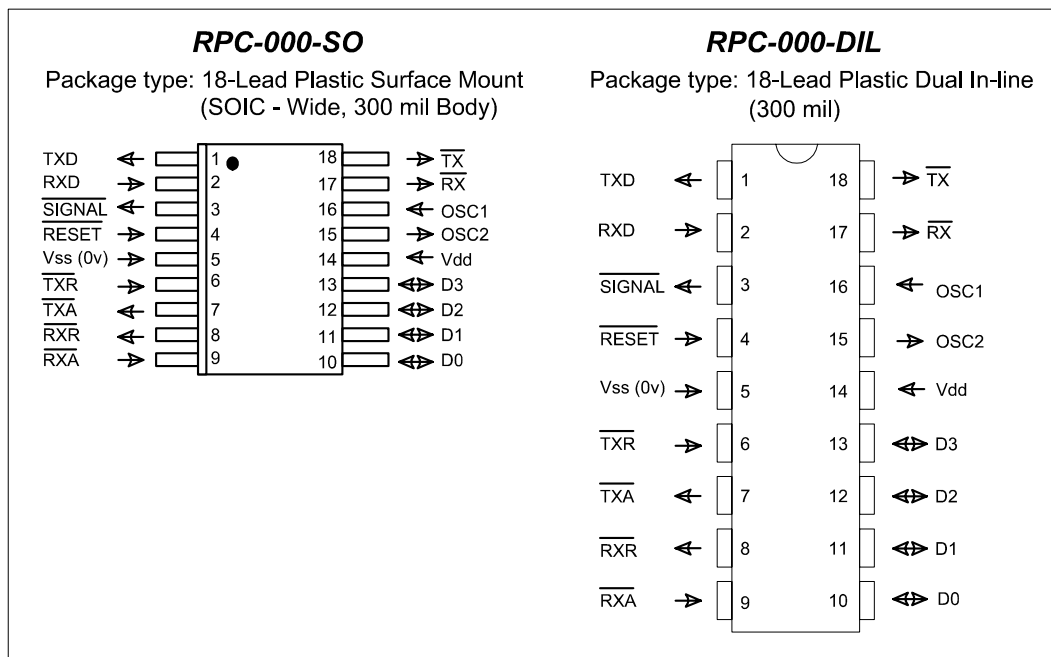 RPC-000-SO
Package type: 18-Lead Plastic Surface Mount
(SOIC - Wide, 300 mil Body)
TXD 1 18 TX
RXD 2 17 RX
SIGNAL 3 16 OSC1
RESET 4 15 OSC2
Vss (0v) 5 14 Vdd
TXR 6 13 D3
TXA 7 12 D2
RXR 8 11 D1
RXA 9 10 D0
RPC-000-DIL
Package type: 18-Lead Plastic Dual In-line
(300 mil)
TXD 1 18 TX
RXD 2 17 RX
SIGNAL 3 16 OSC1
RESET 4 15 OSC2
Vss (0v) 5 14 Vdd
TXR 6 13 D3
TXA 7 12 D2
RXR 8 11 D1
RXA 9 10 D0